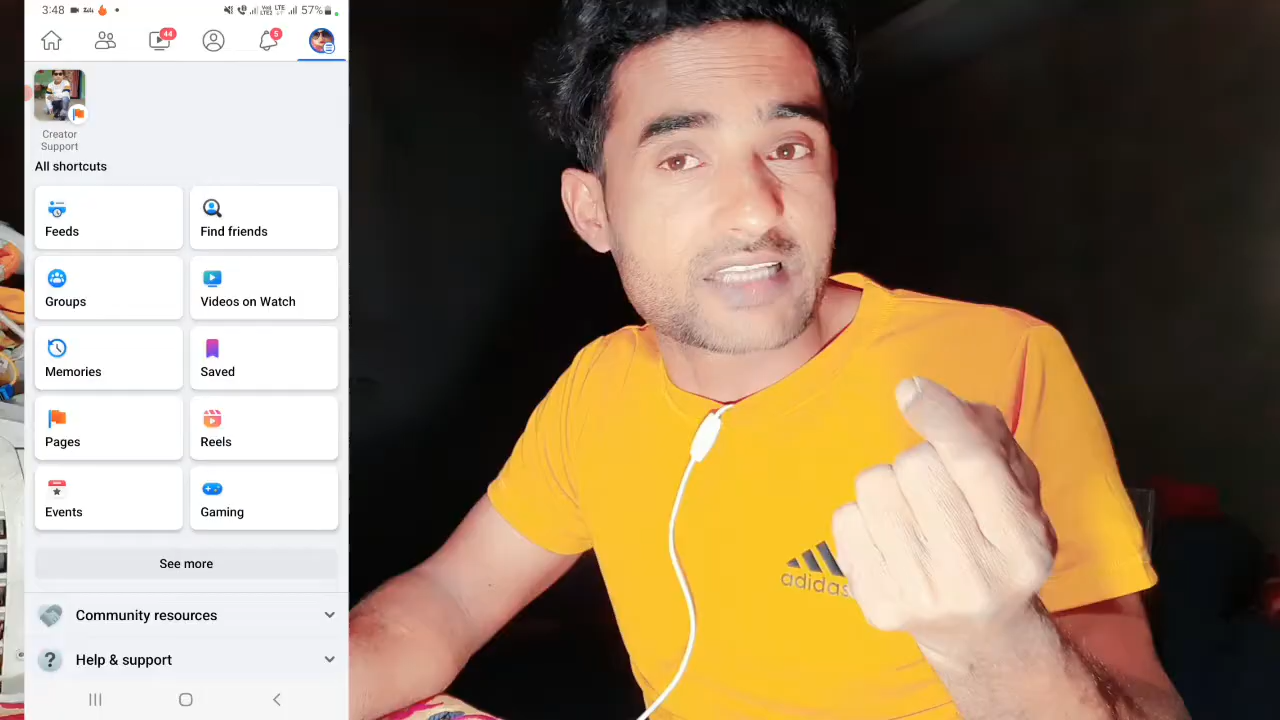 3:48
57%
44
5
Creator
Support
All shortcuts
Feeds
Find friends
Groups
Videos on Watch
Memories
Saved
Pages
Reels
Events
Gaming
See more
Community resources
? Help & support
adidas